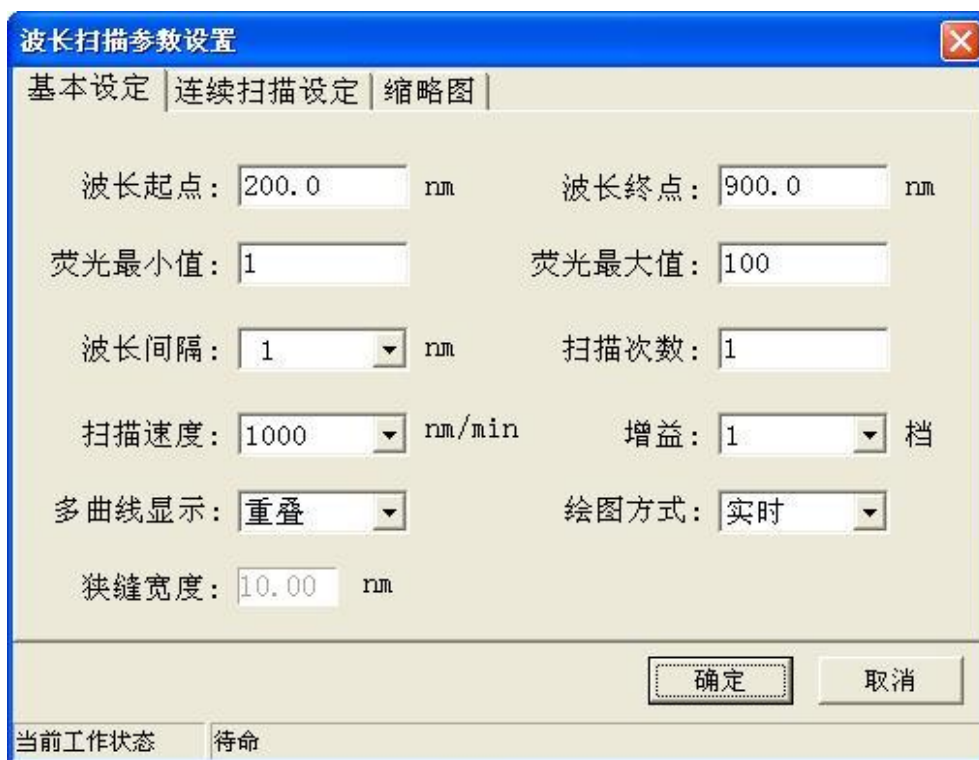 波长扫描参数设置
基本设定 连续扫描设定 缩略图
波长起点: 200.0 nm 波长终点: 900.0 nm
荧光最小值: 1 荧光最大值: 100
波长间隔: 1 nm 扫描次数: 1
扫描速度: 1000 nm/min 增益: 1 档
多曲线显示: 重叠 绘图方式: 实时
狭缝宽度: 10.00 nm
确定 取消
当前工作状态 待命